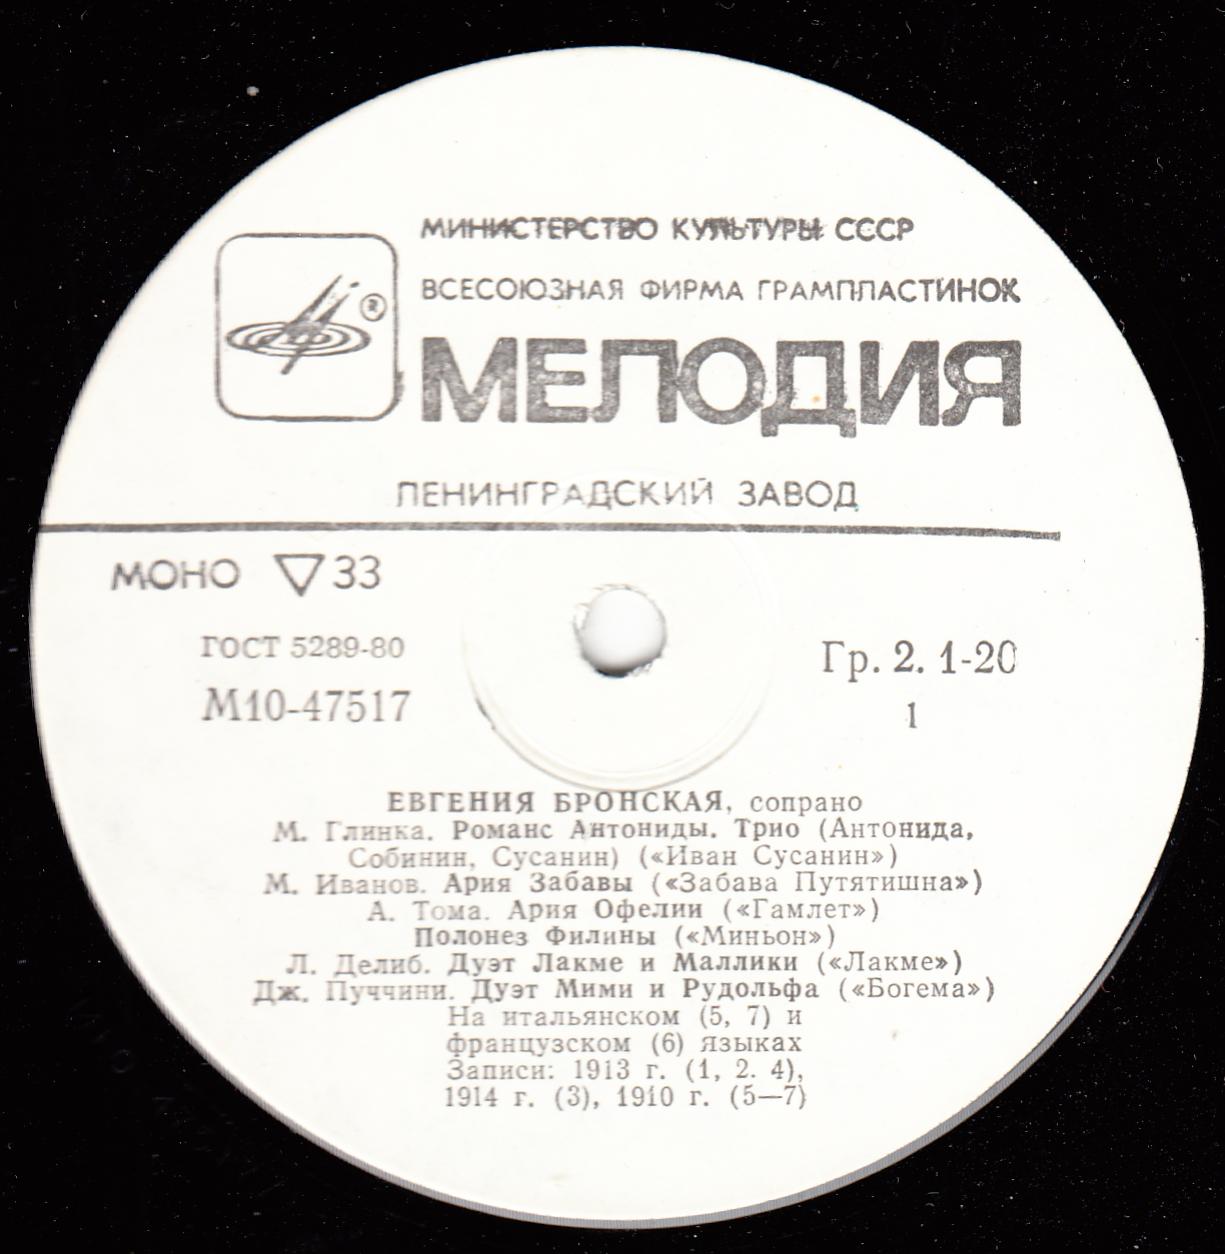 МИНИСТЕРСТВО КУЛЬТУРЫ СССР
ВСЕСОЮЗНАЯ ФИРМА ГРАМПЛАСТИНОК
®
МЕЛОДИЯ
ЛЕНИНГРАДСКИЙ ЗАВОД
МОНО ▽ 33
ГОСТ 5289-80
Гр. 2. 1-20
М10-47517
1
ЕВГЕНИЯ БРОНСКАЯ, сопрано
М. Глинка. Романс Антониды. Трио (Антонида,
Собинин, Сусанин) («Иван Сусанин»)
М. Иванов. Ария Забавы («Забава Путятишна»)
А. Тома. Ария Офелии («Гамлет»)
Полонез Филины («Миньон»)
Л. Делиб. Дуэт Лакме и Маллики («Лакме»)
Дж. Пуччини. Дуэт Мими и Рудольфа («Богема»)
На итальянском (5, 7) и
французском (6) языках
Записи: 1913 г. (1, 2. 4),
1914 г. (3), 1910 г. (5—7)